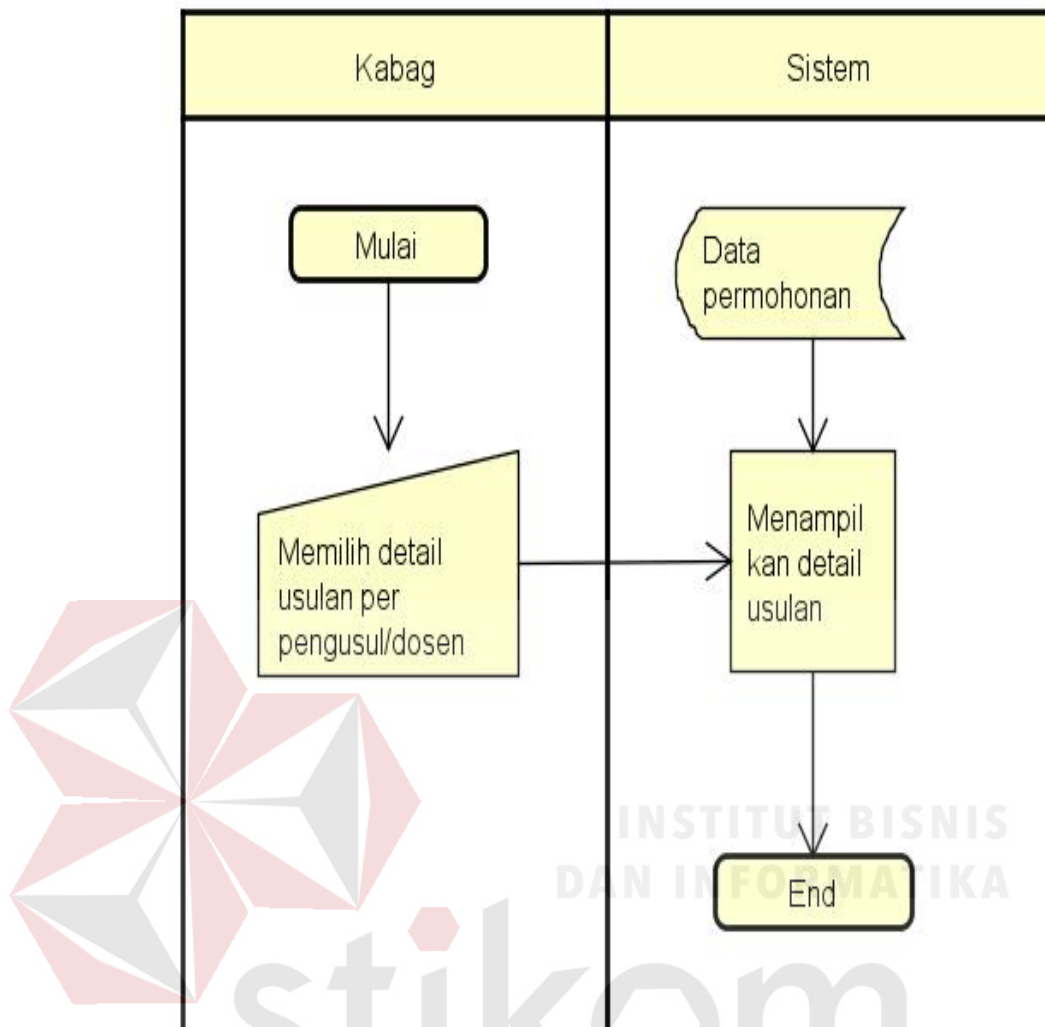 Kabag
Sistem
Mulai
Data
permohonan
Memilih detail
usulan per
pengusul/dosen
Menampil
kan detail
usulan
INSTITUT BISNIS
DAN INFORMATIKA
End
stikom